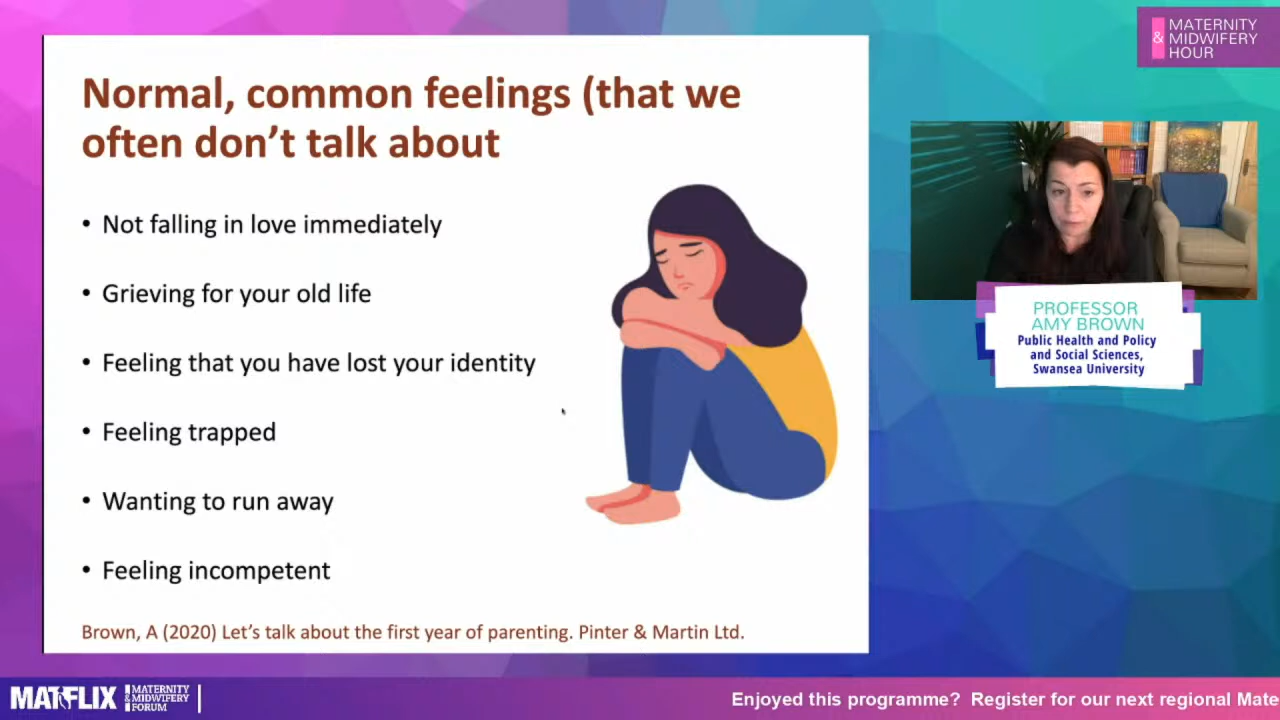 Normal, common feelings (that we
often don't talk about
• Not falling in love immediately
• Grieving for your old life
• Feeling that you have lost your identity
• Feeling trapped
• Wanting to run away
• Feeling incompetent
Brown, A (2020) Let's talk about the first year of parenting. Pinter & Martin Ltd.
& MATERNITY
MIDWIFERY
HOUR
PROFESSOR
AMY BROWN
Public Health and Policy
and Social Sciences,
Swansea University
MATFLIX
MATERNITY
& MIDWIFERY
FORUM
Enjoyed this programme? Register for our next regional Mate